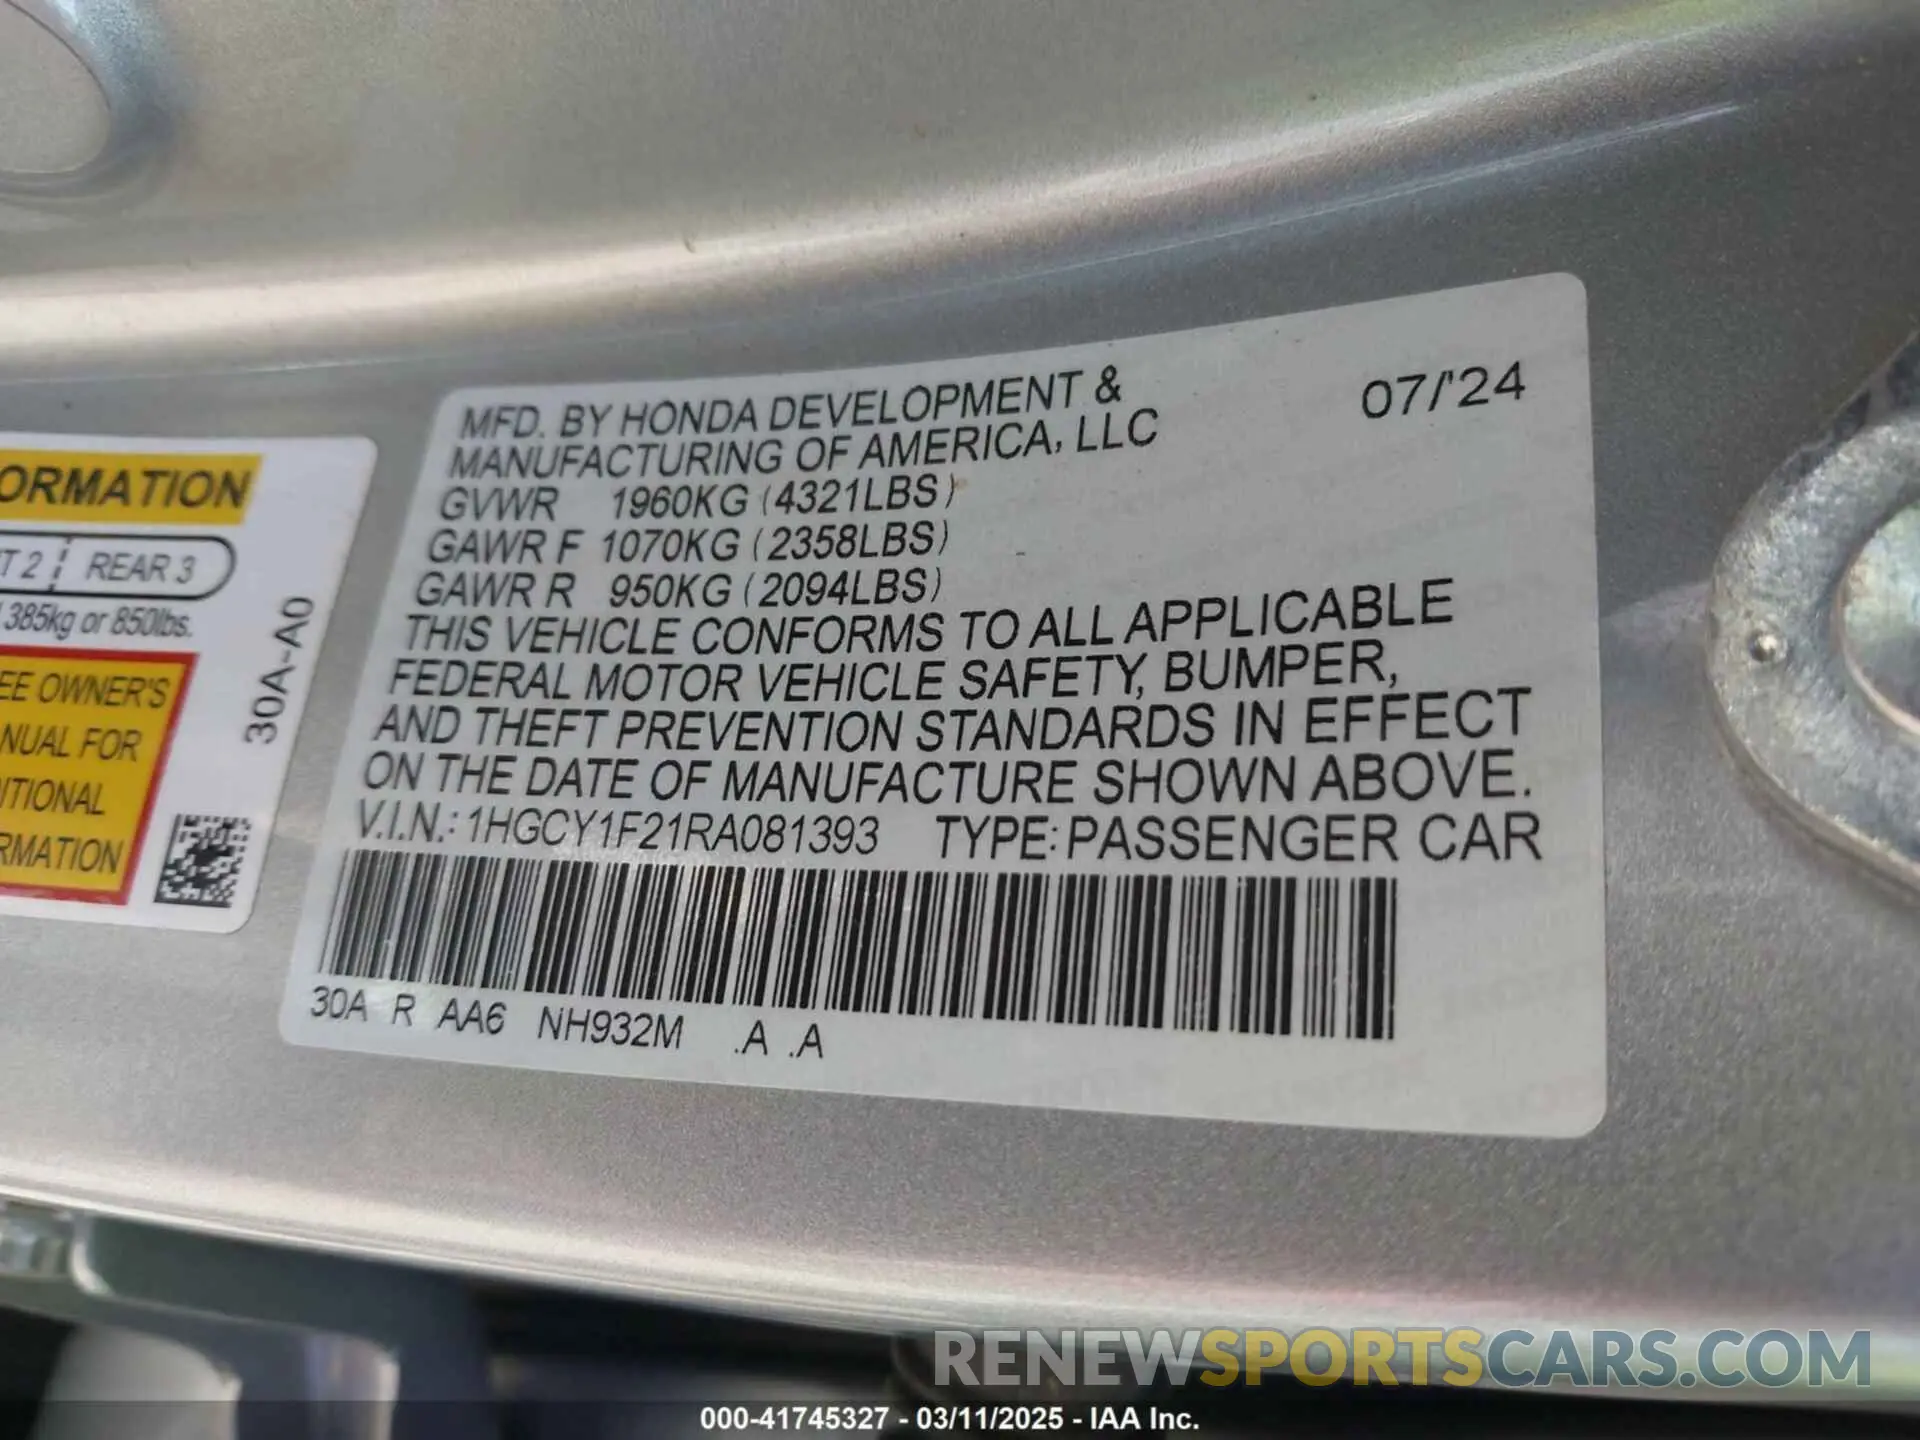 ORMATION
T 2 | REAR 3
385kg or 850lbs.
EE OWNER'S
NUAL FOR
ITIONAL
RMATION
30A-A0
MFD. BY HONDA DEVELOPMENT &
MANUFACTURING OF AMERICA, LLC
07/'24
GVWR 1960KG (4321LBS)
GAWR F 1070KG (2358LBS)
GAWR R 950KG (2094LBS)
THIS VEHICLE CONFORMS TO ALL APPLICABLE
FEDERAL MOTOR VEHICLE SAFETY, BUMPER,
AND THEFT PREVENTION STANDARDS IN EFFECT
ON THE DATE OF MANUFACTURE SHOWN ABOVE.
V.I.N.: 1HGCY1F21RA081393 TYPE: PASSENGER CAR
30A R AA6 NH932M .A .A
RENEWSPORTSCARS.COM
000-41745327 - 03/11/2025 - IAA Inc.